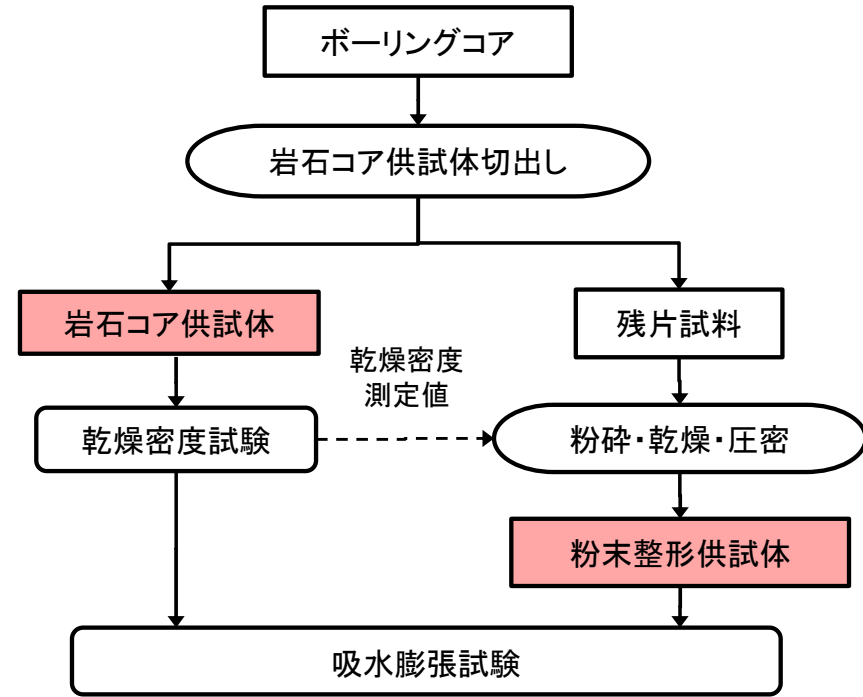 ボーリングコア
岩石コア供試体切出し
岩石コア供試体
残片試料
乾燥密度
測定値
乾燥密度試験
粉砕・乾燥・圧密
粉末整形供試体
吸水膨張試験